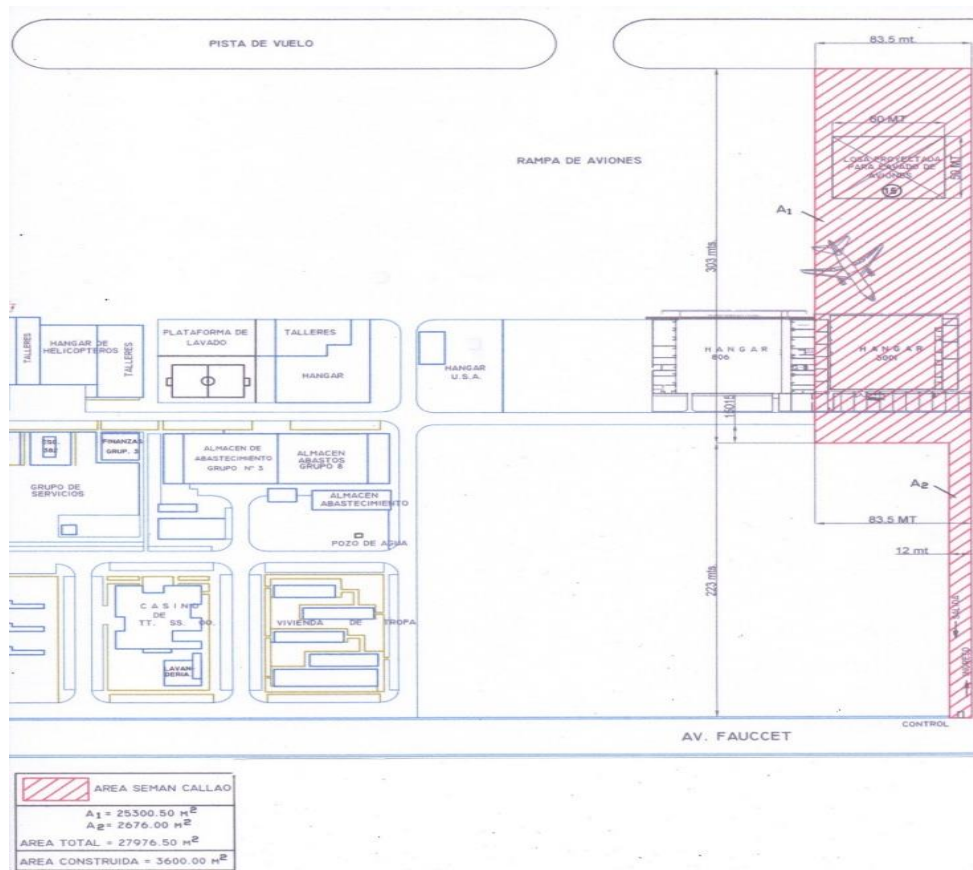 PISTA DE VUELO
83.5 mt.
60 MT
RAMPA DE AVIONES
LOSA PROYECTADA
PARA LAVADO DE
AVIONES
50 MT
A1
303 mts.
TALLERES
HANGAR DE
HELICOPTEROS
TALLERES
PLATAFORMA DE
LAVADO
TALLERES
HANGAR
HANGAR
U.S.A.
HANGAR
806
HANGAR
FINANZAS
GRUP. 3
ALMACEN DE
ABASTECIMIENTO
GRUPO N° 3
ALMACEN
ABASTOS
GRUPO 8
GRUPO DE
SERVICIOS
ALMACEN
ABASTECIMIENTO
POZO DE AGUA
A2
83.5 MT
12 mt.
223 mts.
CASINO
DE
TT. SS. OO.
VIVIENDA DE TROPA
LAVAN
DERIA.
SALIDA
INGRESO
CONTROL
AV. FAUCCET
AREA SEMAN CALLAO
A1 = 25300.50 M2
A2= 2676.00 M2
AREA TOTAL = 27976.50 M2
AREA CONSTRUIDA = 3600.00 M2